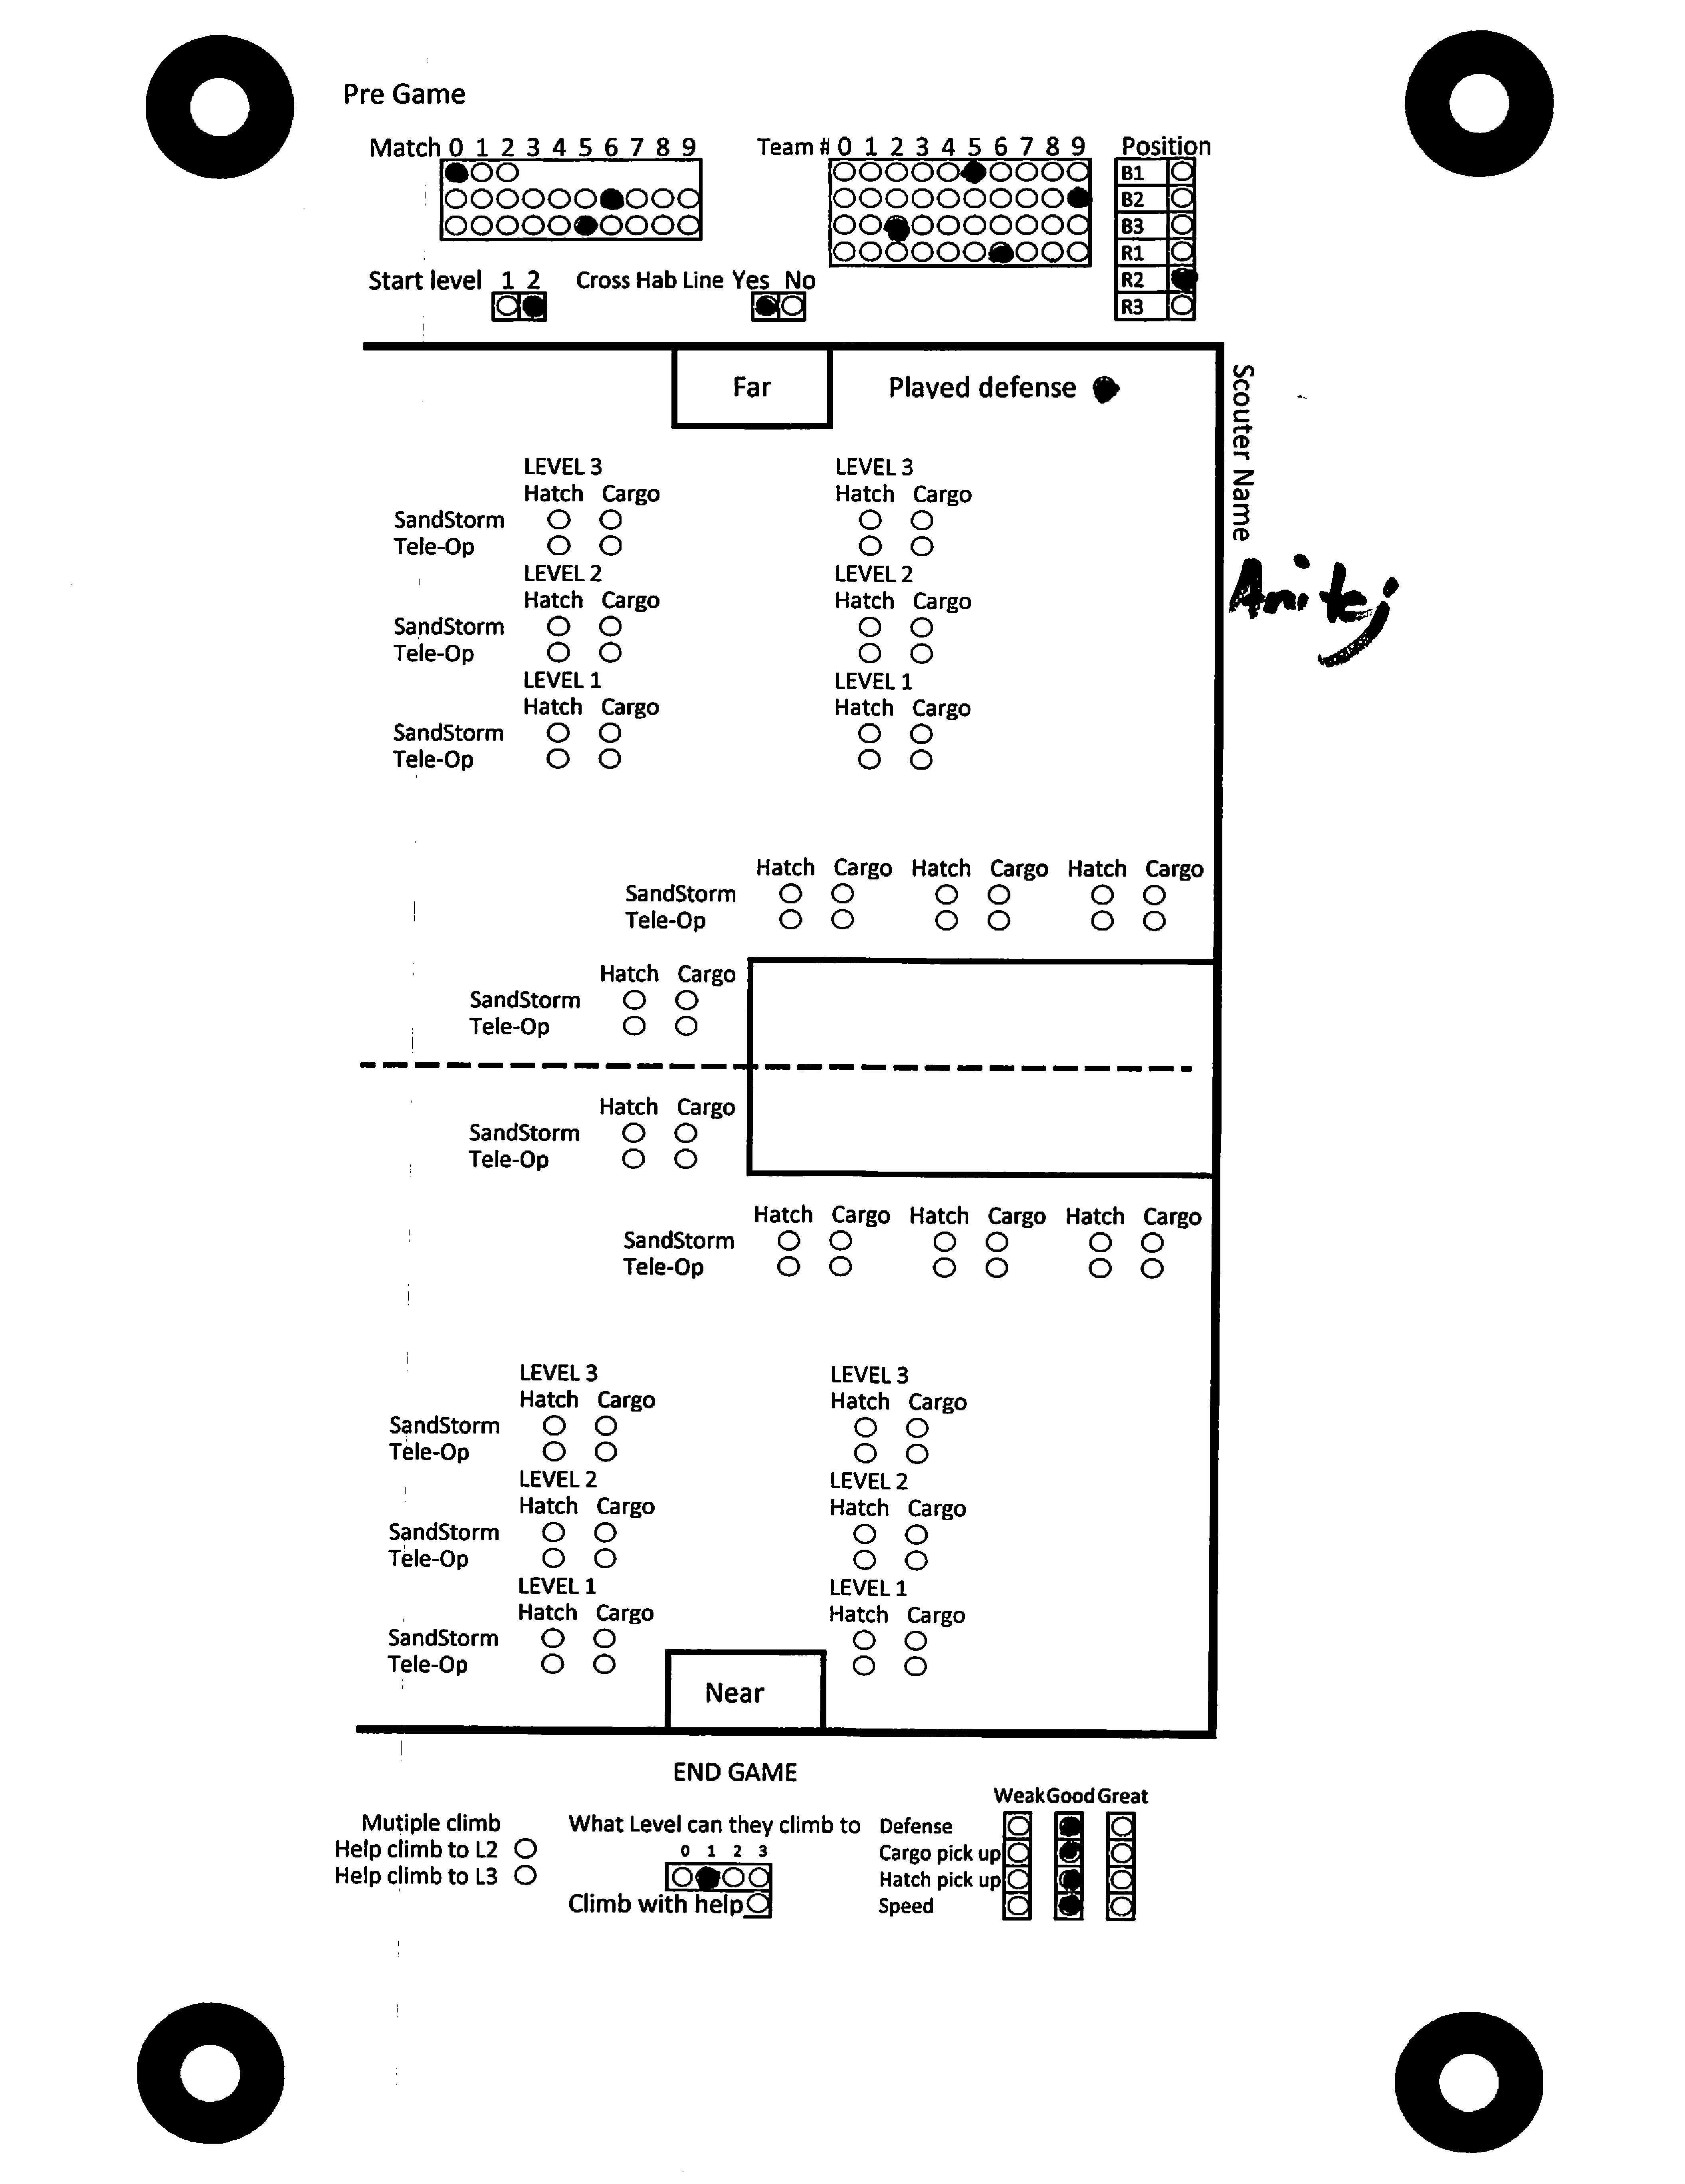 Pre Game
Match 0 1 2 3 4 5 6 7 8 9
Team # 0 1 2 3 4 5 6 7 8 9
Position
B1
B2
B3
R1
R2
R3
Start level 1 2
Cross Hab Line Yes No
Far
Played defense
Scouter Name
LEVEL 3 LEVEL 3
Hatch Cargo Hatch Cargo
SandStorm
Tele-Op
LEVEL 2 LEVEL 2
Hatch Cargo Hatch Cargo
SandStorm
Tele-Op
LEVEL 1 LEVEL 1
Hatch Cargo Hatch Cargo
SandStorm
Tele-Op
Hatch Cargo Hatch Cargo Hatch Cargo
SandStorm
Tele-Op
Hatch Cargo
SandStorm
Tele-Op
Hatch Cargo
SandStorm
Tele-Op
Hatch Cargo Hatch Cargo Hatch Cargo
SandStorm
Tele-Op
LEVEL 3 LEVEL 3
Hatch Cargo Hatch Cargo
SandStorm
Tele-Op
LEVEL 2 LEVEL 2
Hatch Cargo Hatch Cargo
SandStorm
Tele-Op
LEVEL 1 LEVEL 1
Hatch Cargo Hatch Cargo
SandStorm
Tele-Op
Near
END GAME
Mutiple climb
Help climb to L2
Help climb to L3
What Level can they climb to
0 1 2 3
Climb with help
Weak Good Great
Defense
Cargo pick up
Hatch pick up
Speed